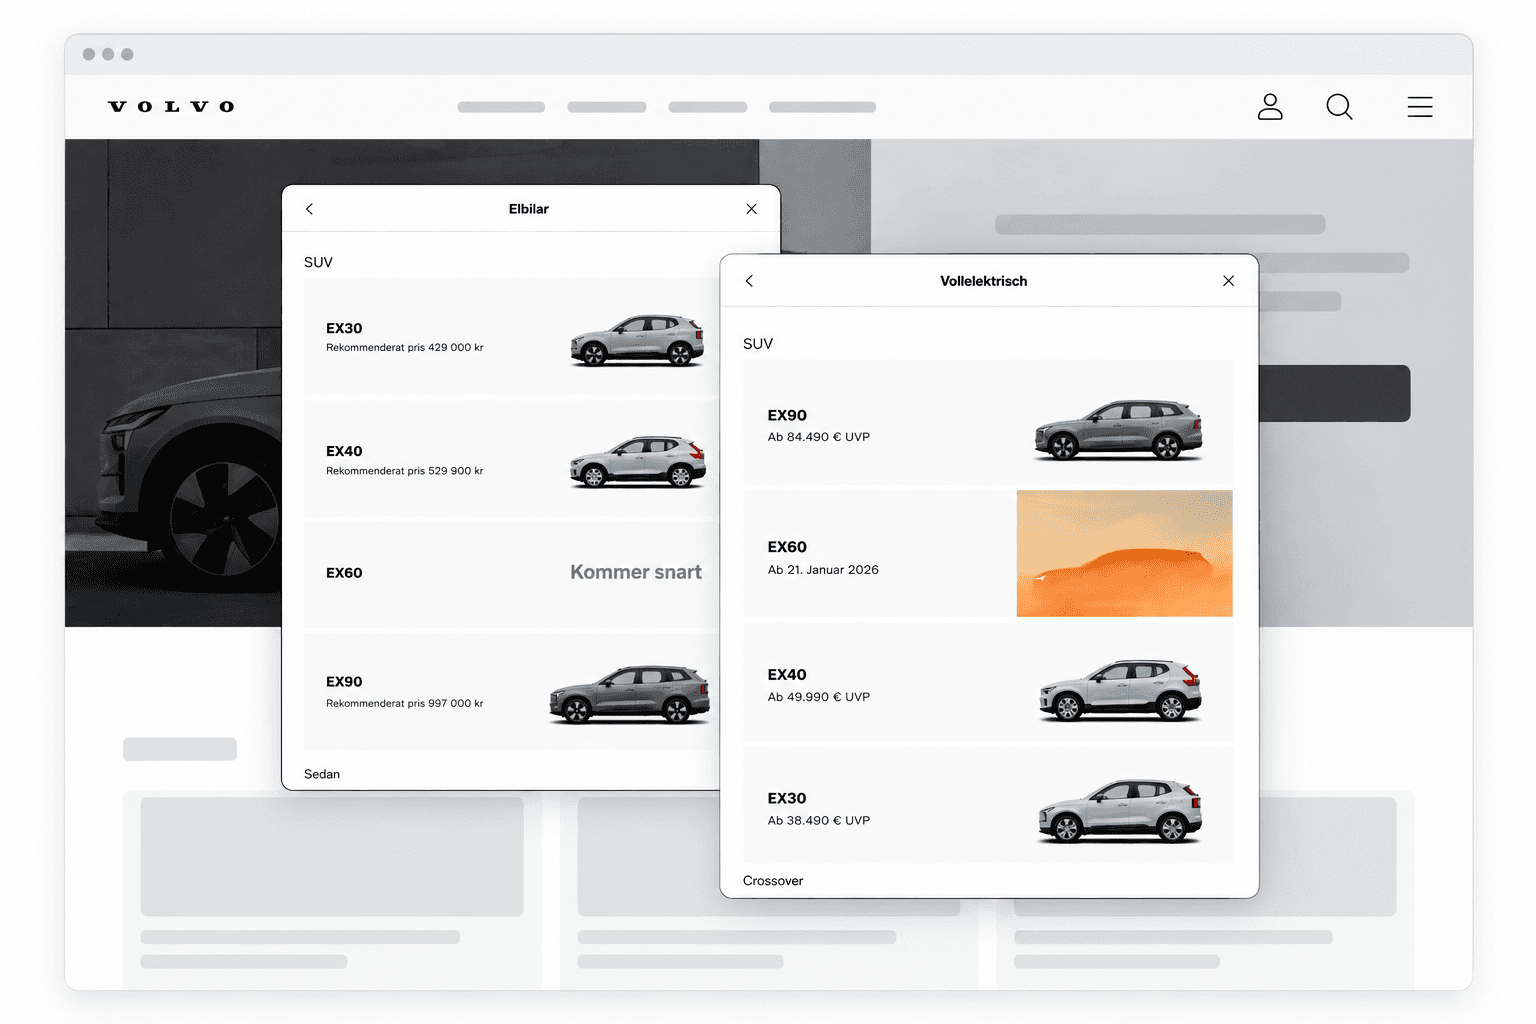 VOLVO
Elbilar
SUV
EX30
Rekommenderat pris 429 000 kr
EX40
Rekommenderat pris 529 900 kr
EX60
Kommer snart
EX90
Rekommenderat pris 997 000 kr
Sedan
Vollelektrisch
SUV
EX90
Ab 84.490 € UVP
EX60
Ab 21. Januar 2026
EX40
Ab 49.990 € UVP
EX30
Ab 38.490 € UVP
Crossover